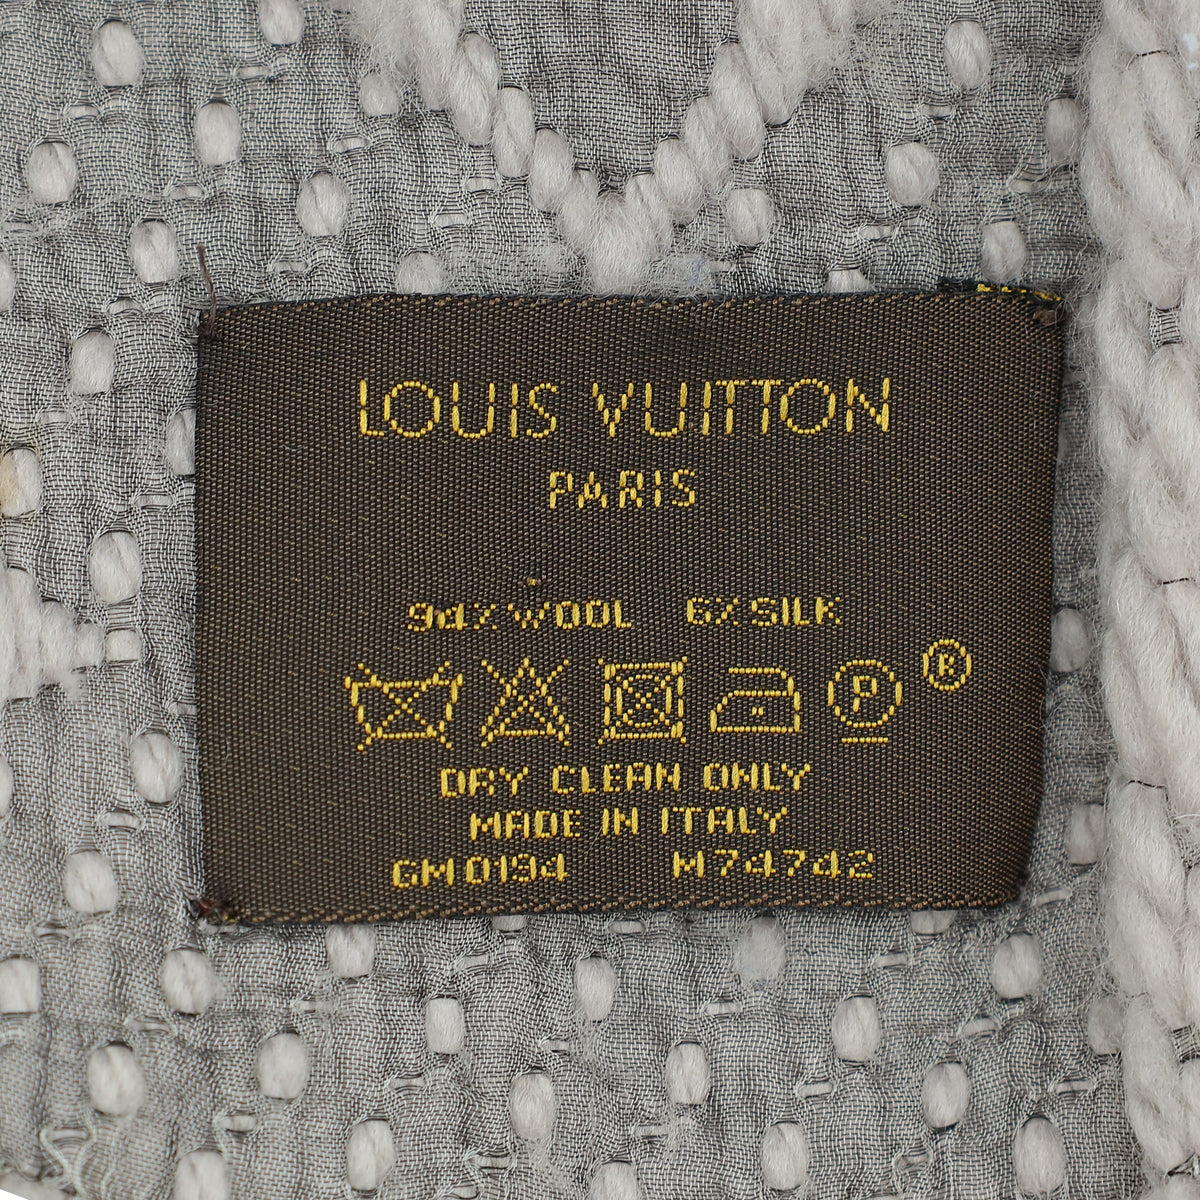 LOUIS VUITTON
PARIS
94% WOOL 6% SILK
P ®
DRY CLEAN ONLY
MADE IN ITALY
GM0194 M74742